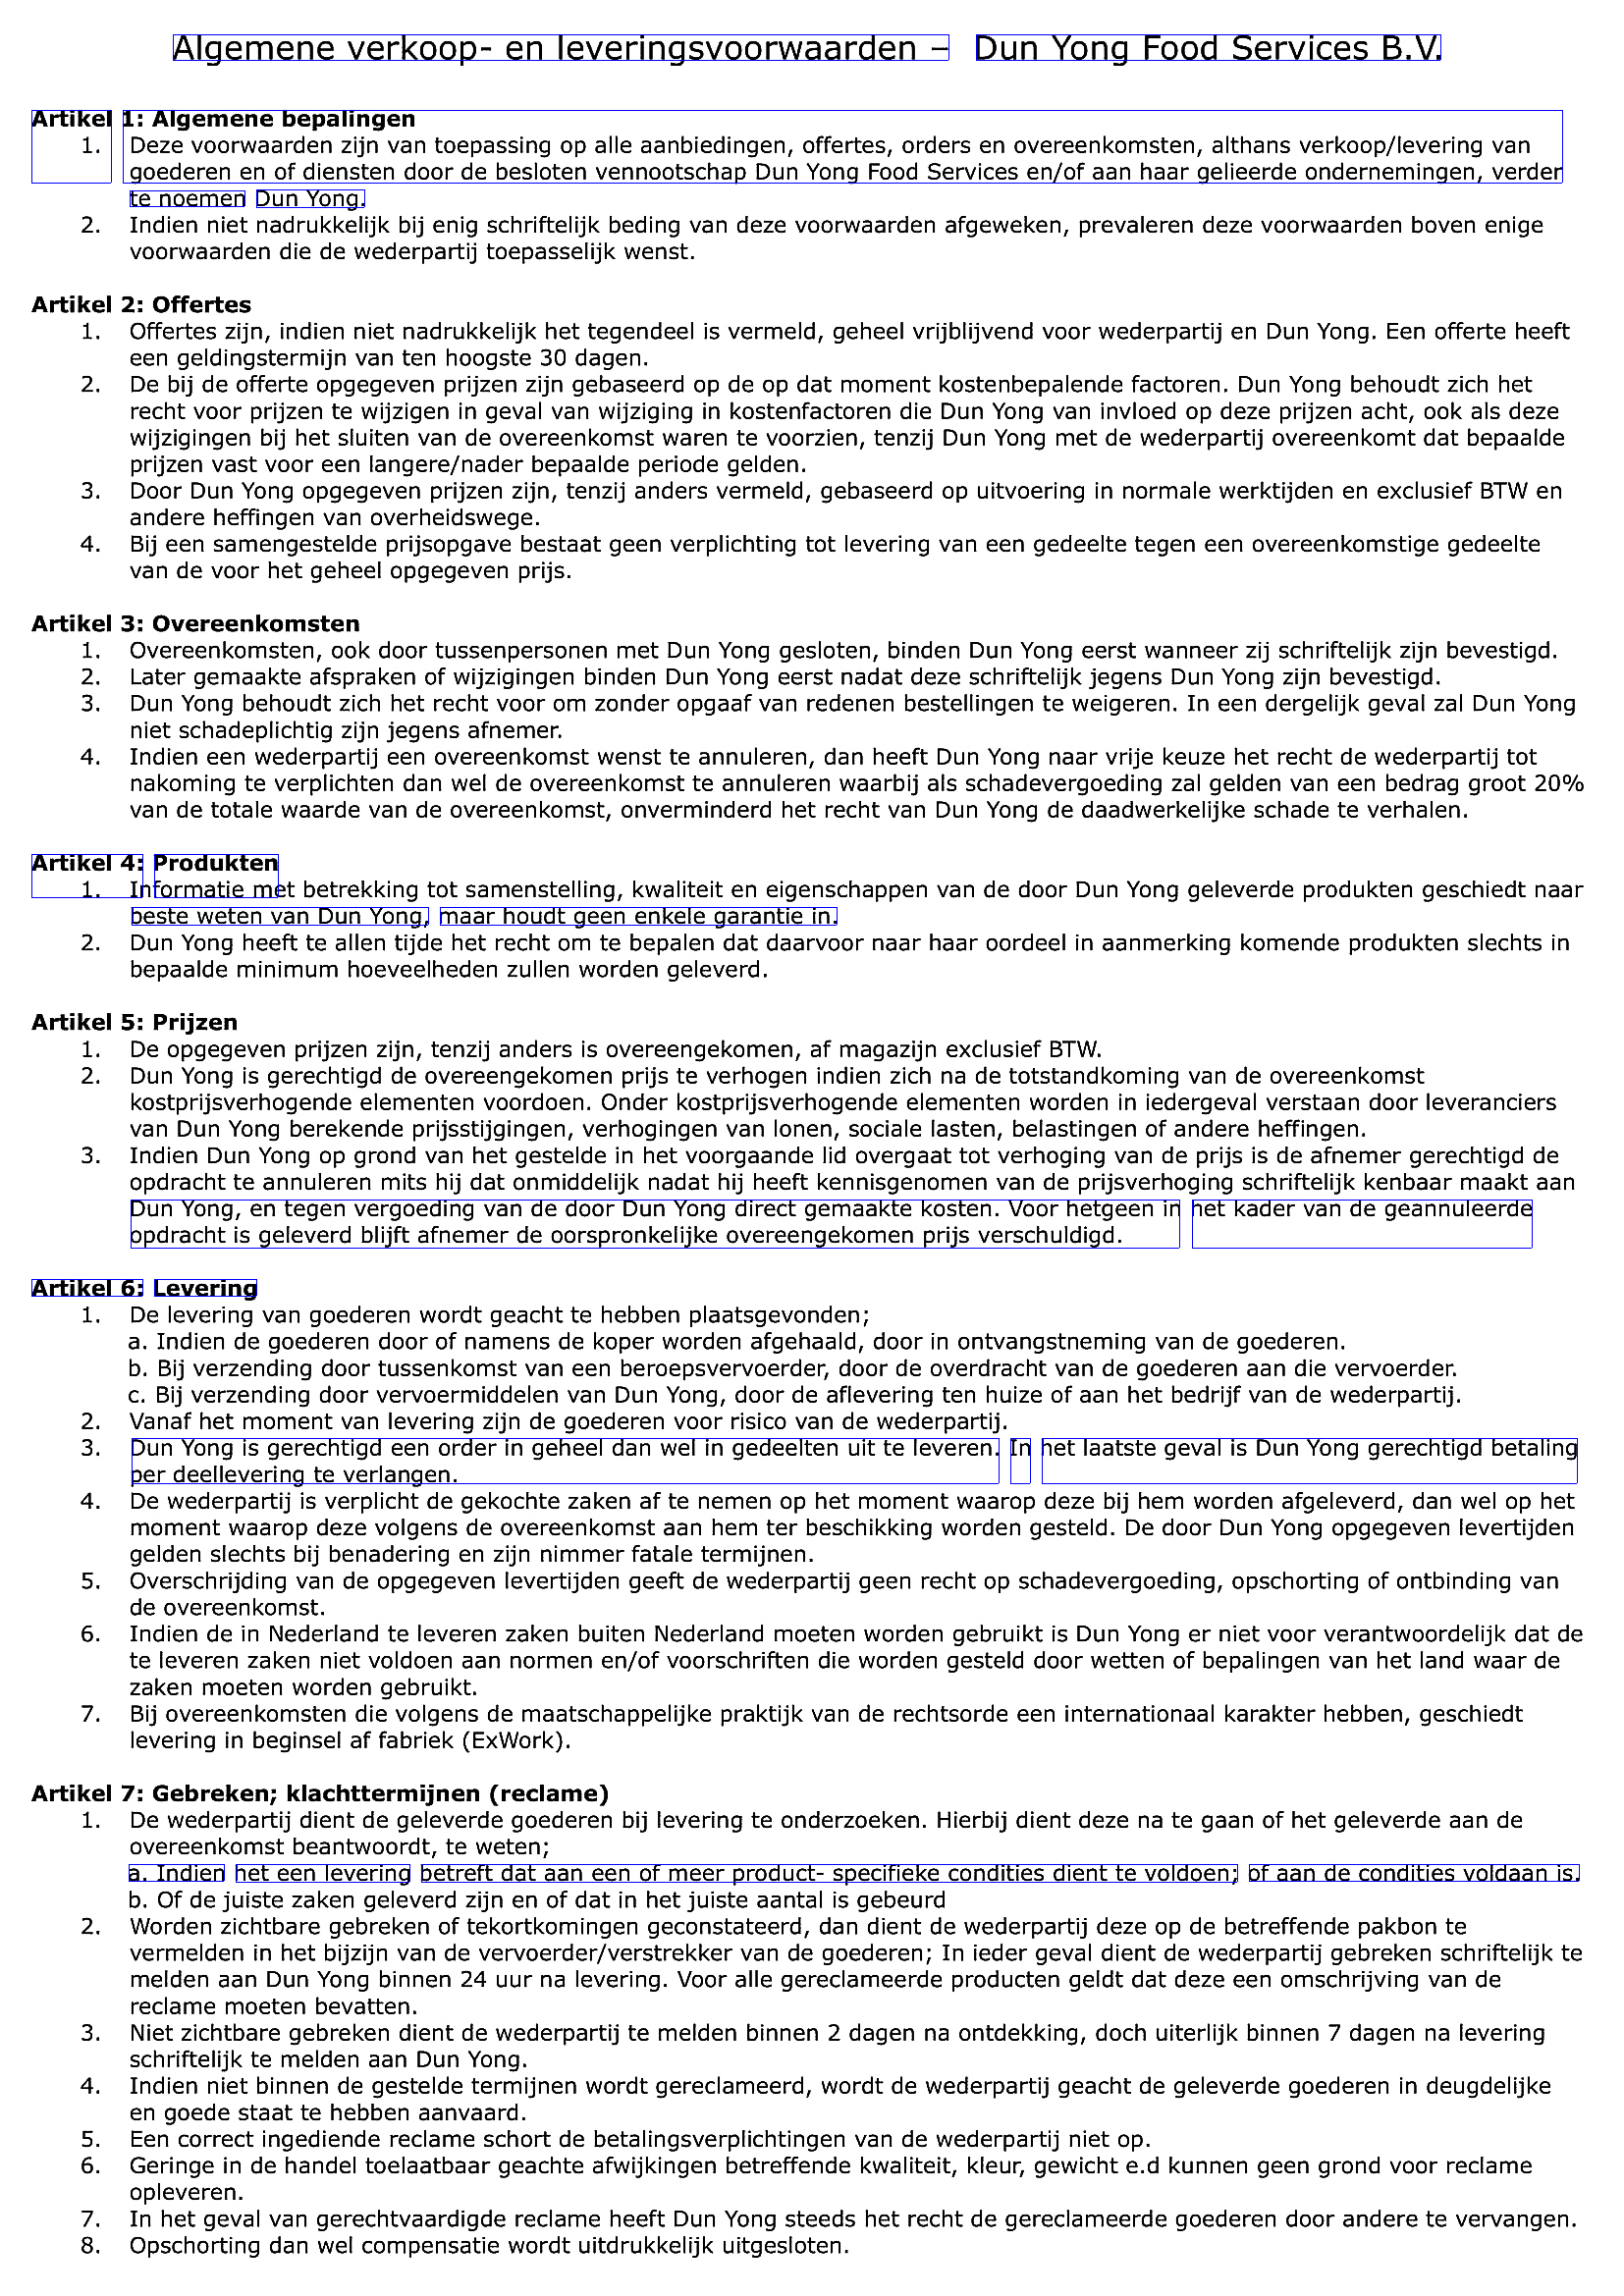 Algemene verkoop- en leveringsvoorwaarden – Dun Yong Food Services B.V.
Artikel 1: Algemene bepalingen
1. Deze voorwaarden zijn van toepassing op alle aanbiedingen, offertes, orders en overeenkomsten, althans verkoop/levering van
goederen en of diensten door de besloten vennootschap Dun Yong Food Services en/of aan haar gelieerde ondernemingen, verder
te noemen Dun Yong.
2. Indien niet nadrukkelijk bij enig schriftelijk beding van deze voorwaarden afgeweken, prevaleren deze voorwaarden boven enige
voorwaarden die de wederpartij toepasselijk wenst.
Artikel 2: Offertes
1. Offertes zijn, indien niet nadrukkelijk het tegendeel is vermeld, geheel vrijblijvend voor wederpartij en Dun Yong. Een offerte heeft
een geldingstermijn van ten hoogste 30 dagen.
2. De bij de offerte opgegeven prijzen zijn gebaseerd op de op dat moment kostenbepalende factoren. Dun Yong behoudt zich het
recht voor prijzen te wijzigen in geval van wijziging in kostenfactoren die Dun Yong van invloed op deze prijzen acht, ook als deze
wijzigingen bij het sluiten van de overeenkomst waren te voorzien, tenzij Dun Yong met de wederpartij overeenkomt dat bepaalde
prijzen vast voor een langere/nader bepaalde periode gelden.
3. Door Dun Yong opgegeven prijzen zijn, tenzij anders vermeld, gebaseerd op uitvoering in normale werktijden en exclusief BTW en
andere heffingen van overheidswege.
4. Bij een samengestelde prijsopgave bestaat geen verplichting tot levering van een gedeelte tegen een overeenkomstige gedeelte
van de voor het geheel opgegeven prijs.
Artikel 3: Overeenkomsten
1. Overeenkomsten, ook door tussenpersonen met Dun Yong gesloten, binden Dun Yong eerst wanneer zij schriftelijk zijn bevestigd.
2. Later gemaakte afspraken of wijzigingen binden Dun Yong eerst nadat deze schriftelijk jegens Dun Yong zijn bevestigd.
3. Dun Yong behoudt zich het recht voor om zonder opgaaf van redenen bestellingen te weigeren. In een dergelijk geval zal Dun Yong
niet schadeplichtig zijn jegens afnemer.
4. Indien een wederpartij een overeenkomst wenst te annuleren, dan heeft Dun Yong naar vrije keuze het recht de wederpartij tot
nakoming te verplichten dan wel de overeenkomst te annuleren waarbij als schadevergoeding zal gelden van een bedrag groot 20%
van de totale waarde van de overeenkomst, onverminderd het recht van Dun Yong de daadwerkelijke schade te verhalen.
Artikel 4: Produkten
1. Informatie met betrekking tot samenstelling, kwaliteit en eigenschappen van de door Dun Yong geleverde produkten geschiedt naar
beste weten van Dun Yong, maar houdt geen enkele garantie in.
2. Dun Yong heeft te allen tijde het recht om te bepalen dat daarvoor naar haar oordeel in aanmerking komende produkten slechts in
bepaalde minimum hoeveelheden zullen worden geleverd.
Artikel 5: Prijzen
1. De opgegeven prijzen zijn, tenzij anders is overeengekomen, af magazijn exclusief BTW.
2. Dun Yong is gerechtigd de overeengekomen prijs te verhogen indien zich na de totstandkoming van de overeenkomst
kostprijsverhogende elementen voordoen. Onder kostprijsverhogende elementen worden in iedergeval verstaan door leveranciers
van Dun Yong berekende prijsstijgingen, verhogingen van lonen, sociale lasten, belastingen of andere heffingen.
3. Indien Dun Yong op grond van het gestelde in het voorgaande lid overgaat tot verhoging van de prijs is de afnemer gerechtigd de
opdracht te annuleren mits hij dat onmiddelijk nadat hij heeft kennisgenomen van de prijsverhoging schriftelijk kenbaar maakt aan
Dun Yong, en tegen vergoeding van de door Dun Yong direct gemaakte kosten. Voor hetgeen in het kader van de geannuleerde
opdracht is geleverd blijft afnemer de oorspronkelijke overeengekomen prijs verschuldigd.
Artikel 6: Levering
1. De levering van goederen wordt geacht te hebben plaatsgevonden;
a. Indien de goederen door of namens de koper worden afgehaald, door in ontvangstneming van de goederen.
b. Bij verzending door tussenkomst van een beroepsvervoerder, door de overdracht van de goederen aan die vervoerder.
c. Bij verzending door vervoermiddelen van Dun Yong, door de aflevering ten huize of aan het bedrijf van de wederpartij.
2. Vanaf het moment van levering zijn de goederen voor risico van de wederpartij.
3. Dun Yong is gerechtigd een order in geheel dan wel in gedeelten uit te leveren. In het laatste geval is Dun Yong gerechtigd betaling
per deellevering te verlangen.
4. De wederpartij is verplicht de gekochte zaken af te nemen op het moment waarop deze bij hem worden afgeleverd, dan wel op het
moment waarop deze volgens de overeenkomst aan hem ter beschikking worden gesteld. De door Dun Yong opgegeven levertijden
gelden slechts bij benadering en zijn nimmer fatale termijnen.
5. Overschrijding van de opgegeven levertijden geeft de wederpartij geen recht op schadevergoeding, opschorting of ontbinding van
de overeenkomst.
6. Indien de in Nederland te leveren zaken buiten Nederland moeten worden gebruikt is Dun Yong er niet voor verantwoordelijk dat de
te leveren zaken niet voldoen aan normen en/of voorschriften die worden gesteld door wetten of bepalingen van het land waar de
zaken moeten worden gebruikt.
7. Bij overeenkomsten die volgens de maatschappelijke praktijk van de rechtsorde een internationaal karakter hebben, geschiedt
levering in beginsel af fabriek (ExWork).
Artikel 7: Gebreken; klachttermijnen (reclame)
1. De wederpartij dient de geleverde goederen bij levering te onderzoeken. Hierbij dient deze na te gaan of het geleverde aan de
overeenkomst beantwoordt, te weten;
a. Indien het een levering betreft dat aan een of meer product- specifieke condities dient te voldoen; of aan de condities voldaan is.
b. Of de juiste zaken geleverd zijn en of dat in het juiste aantal is gebeurd
2. Worden zichtbare gebreken of tekortkomingen geconstateerd, dan dient de wederpartij deze op de betreffende pakbon te
vermelden in het bijzijn van de vervoerder/verstrekker van de goederen; In ieder geval dient de wederpartij gebreken schriftelijk te
melden aan Dun Yong binnen 24 uur na levering. Voor alle gereclameerde producten geldt dat deze een omschrijving van de
reclame moeten bevatten.
3. Niet zichtbare gebreken dient de wederpartij te melden binnen 2 dagen na ontdekking, doch uiterlijk binnen 7 dagen na levering
schriftelijk te melden aan Dun Yong.
4. Indien niet binnen de gestelde termijnen wordt gereclameerd, wordt de wederpartij geacht de geleverde goederen in deugdelijke
en goede staat te hebben aanvaard.
5. Een correct ingediende reclame schort de betalingsverplichtingen van de wederpartij niet op.
6. Geringe in de handel toelaatbaar geachte afwijkingen betreffende kwaliteit, kleur, gewicht e.d kunnen geen grond voor reclame
opleveren.
7. In het geval van gerechtvaardigde reclame heeft Dun Yong steeds het recht de gereclameerde goederen door andere te vervangen.
8. Opschorting dan wel compensatie wordt uitdrukkelijk uitgesloten.